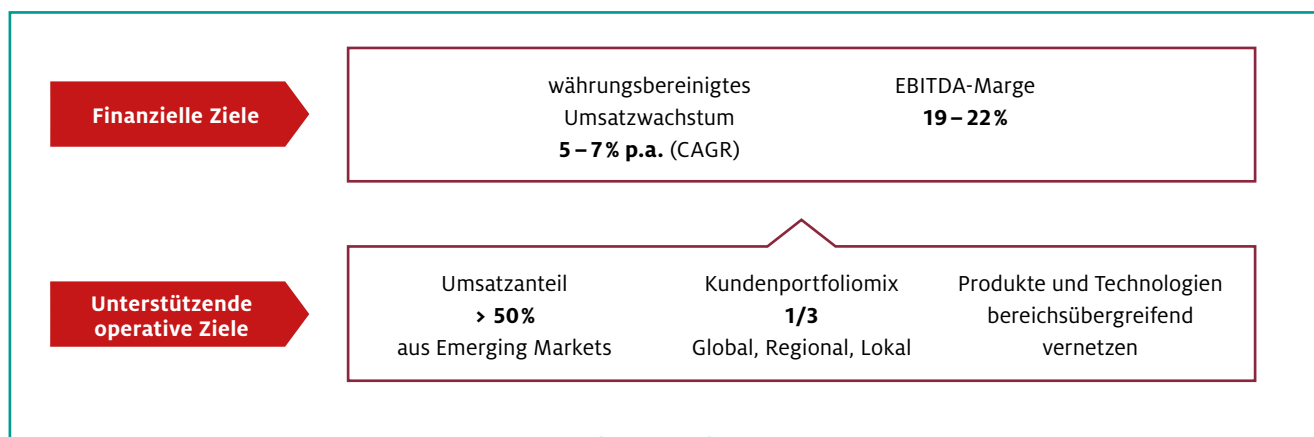 Finanzielle Ziele
währungsbereinigtes
Umsatzwachstum
5 – 7 % p.a. (CAGR)
EBITDA-Marge
19 – 22 %
Unterstützende
operative Ziele
Umsatzanteil
> 50 %
aus Emerging Markets
Kundenportfoliomix
1/3
Global, Regional, Lokal
Produkte und Technologien
bereichsübergreifend
vernetzen